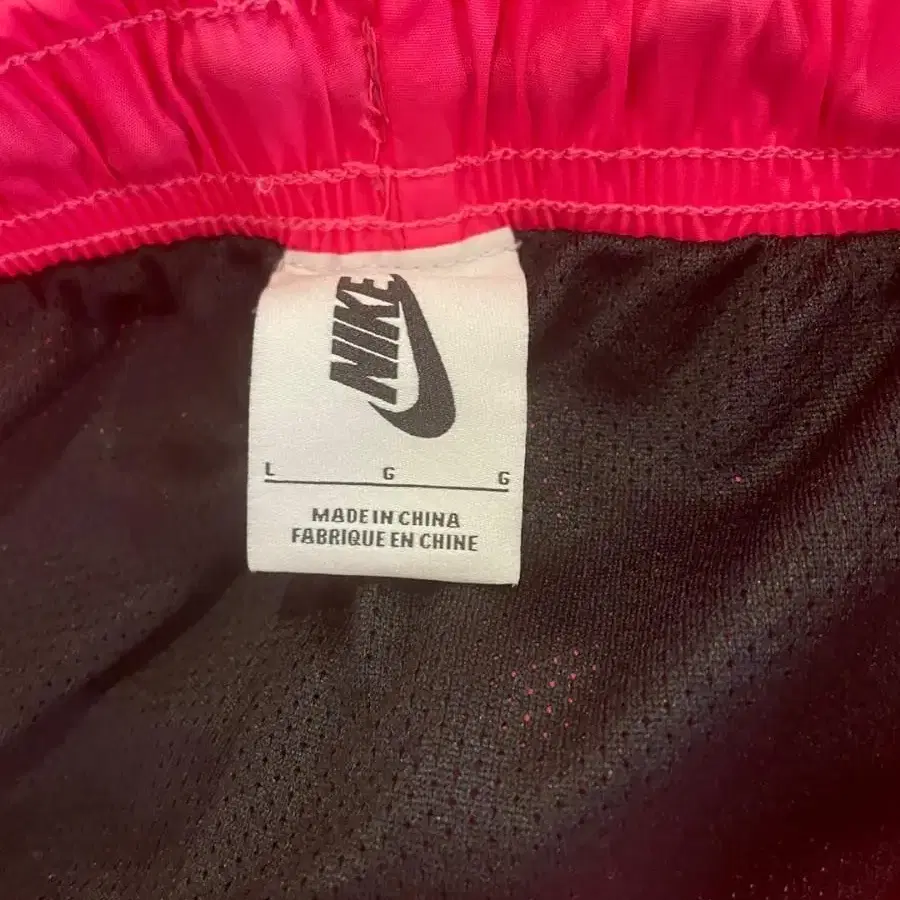 NIKE
L G G
MADE IN CHINA
FABRIQUE EN CHINE